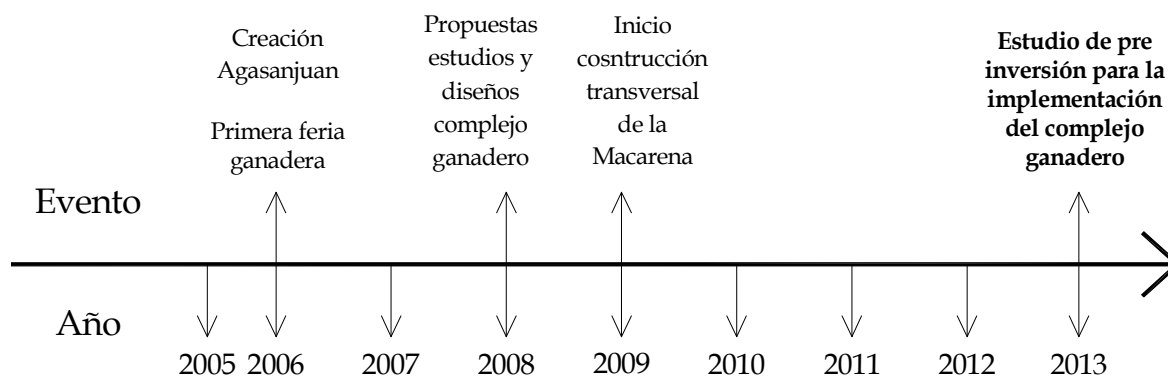 Creación
Agasanjuan
Primera feria
ganadera
Propuestas
estudios y
diseños
complejo
ganadero
Inicio
cosntrucción
transversal
de la
Macarena
Estudio de pre
inversión para la
implementación
del complejo
ganadero
Evento
Año
2005 2006 2007 2008 2009 2010 2011 2012 2013